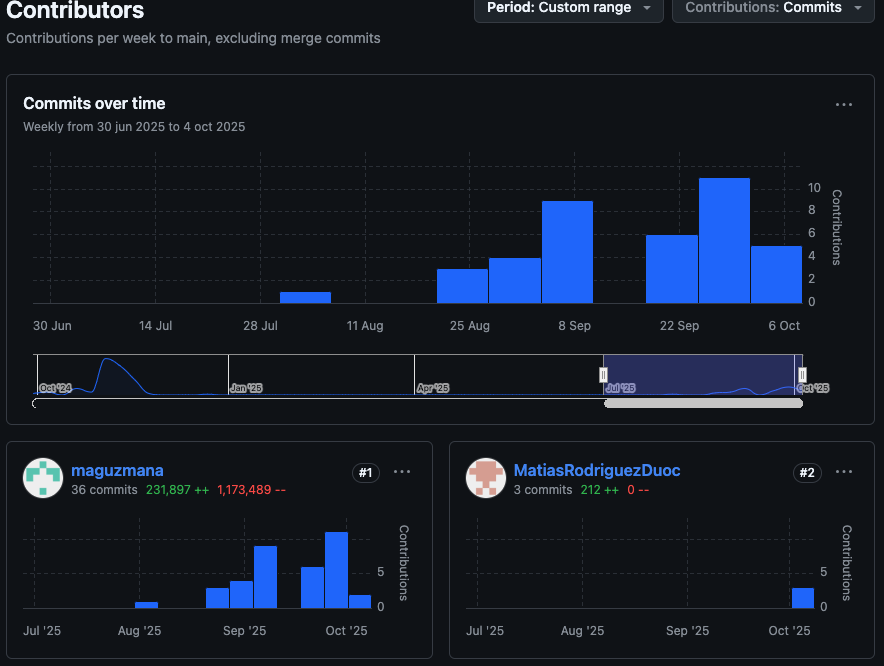 Contributors
Period: Custom range
Contributions: Commits
Contributions per week to main, excluding merge commits
Commits over time
Weekly from 30 jun 2025 to 4 oct 2025
10
8
6
4
2
0
Contributions
30 Jun 14 Jul 28 Jul 11 Aug 25 Aug 8 Sep 22 Sep 6 Oct
Oct '24 Jan '25 Apr '25 Jul '25 Oct '25
maguzmana
#1
36 commits 231,897 ++ 1,173,489 --
5
0
Contributions
Jul '25 Aug '25 Sep '25 Oct '25
MatiasRodriguezDuoc
#2
3 commits 212 ++ 0 --
5
0
Contributions
Jul '25 Aug '25 Sep '25 Oct '25